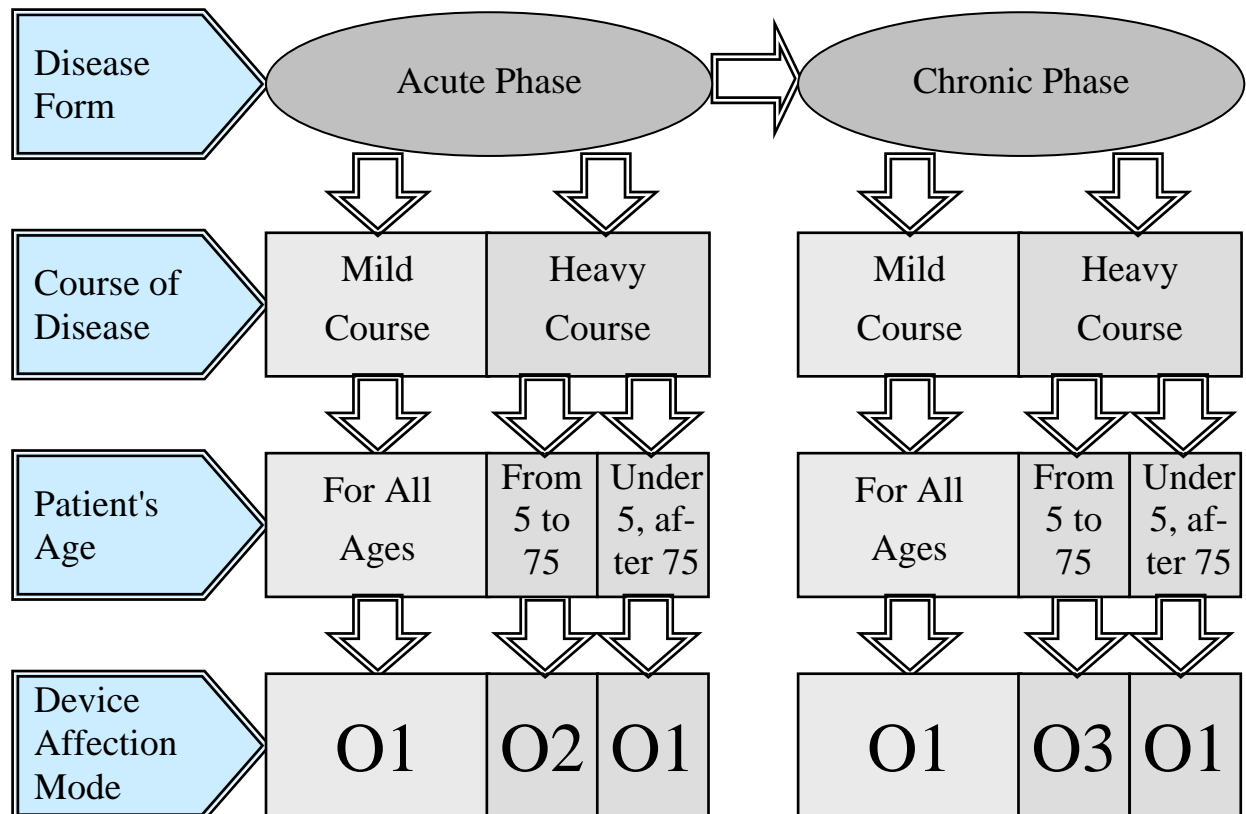 Disease
Form
Acute Phase
Chronic Phase
Course of
Disease
Mild
Course
Heavy
Course
Mild
Course
Heavy
Course
Patient's
Age
For All
Ages
From
5 to
75
Under
5, af-
ter 75
For All
Ages
From
5 to
75
Under
5, af-
ter 75
Device
Affection
Mode
O1
O2
O1
O1
O3
O1